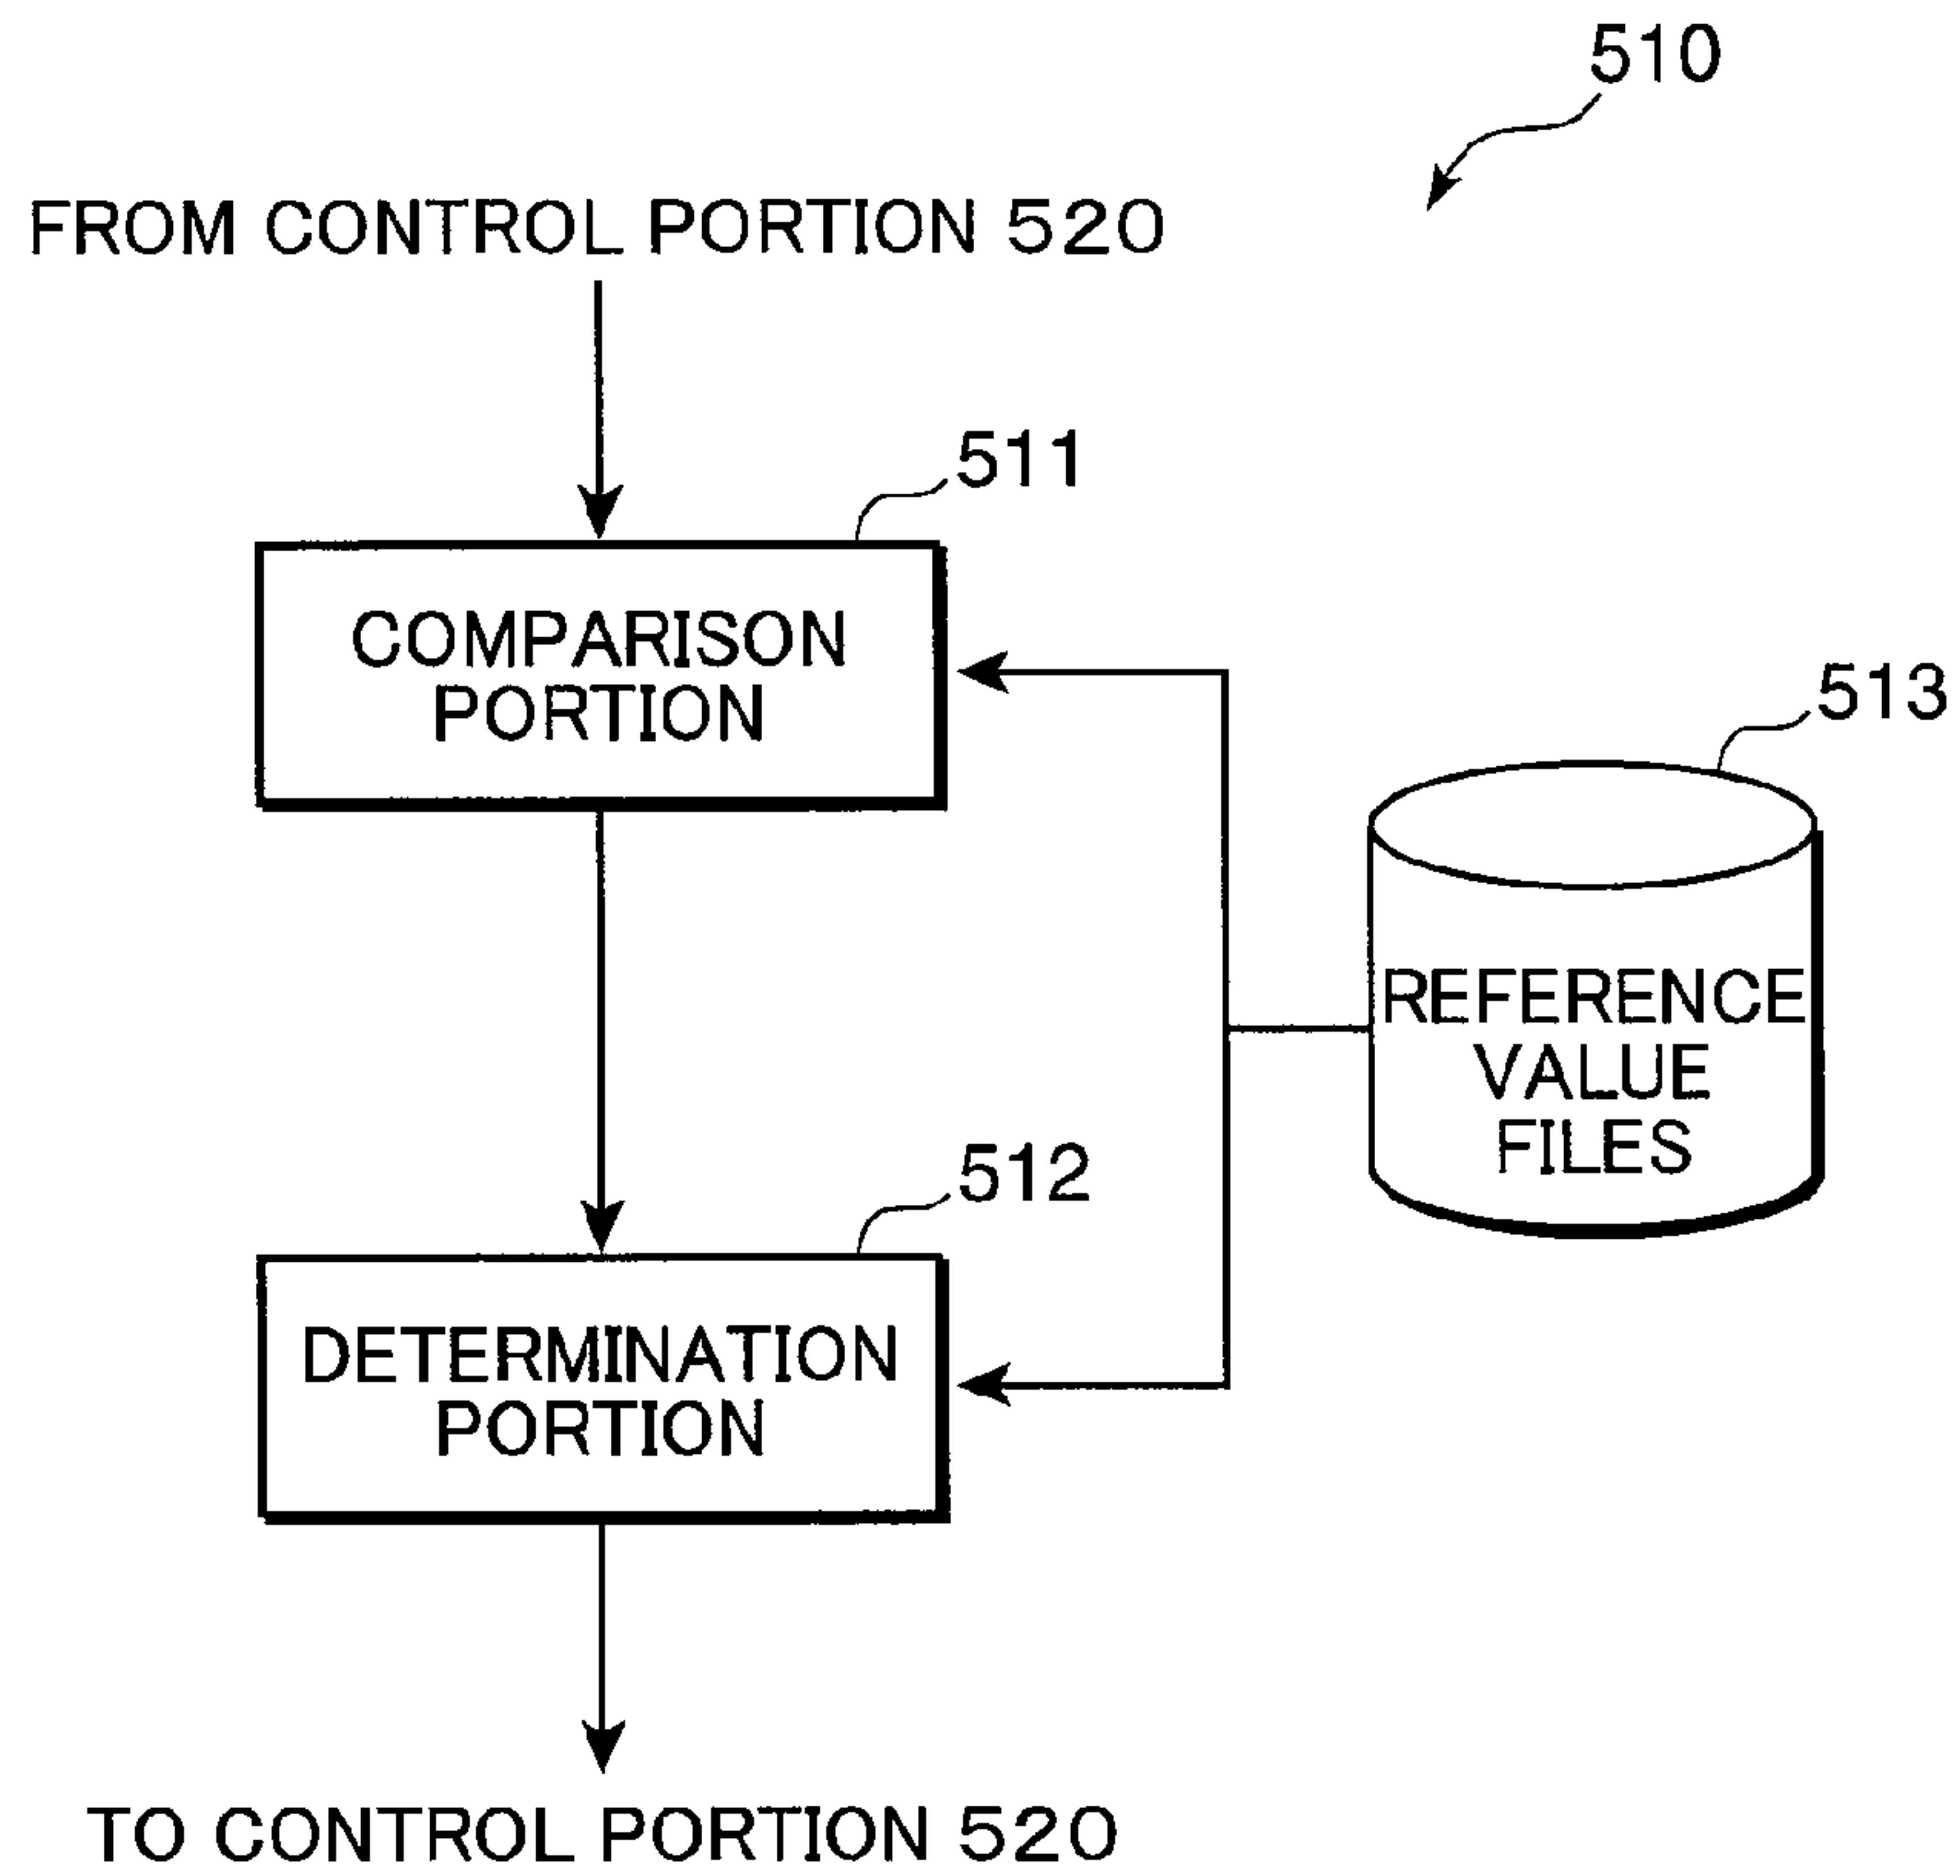 510
FROM CONTROL PORTION 520
511
COMPARISON
PORTION
513
REFERENCE
VALUE
FILES
512
DETERMINATION
PORTION
TO CONTROL PORTION 520